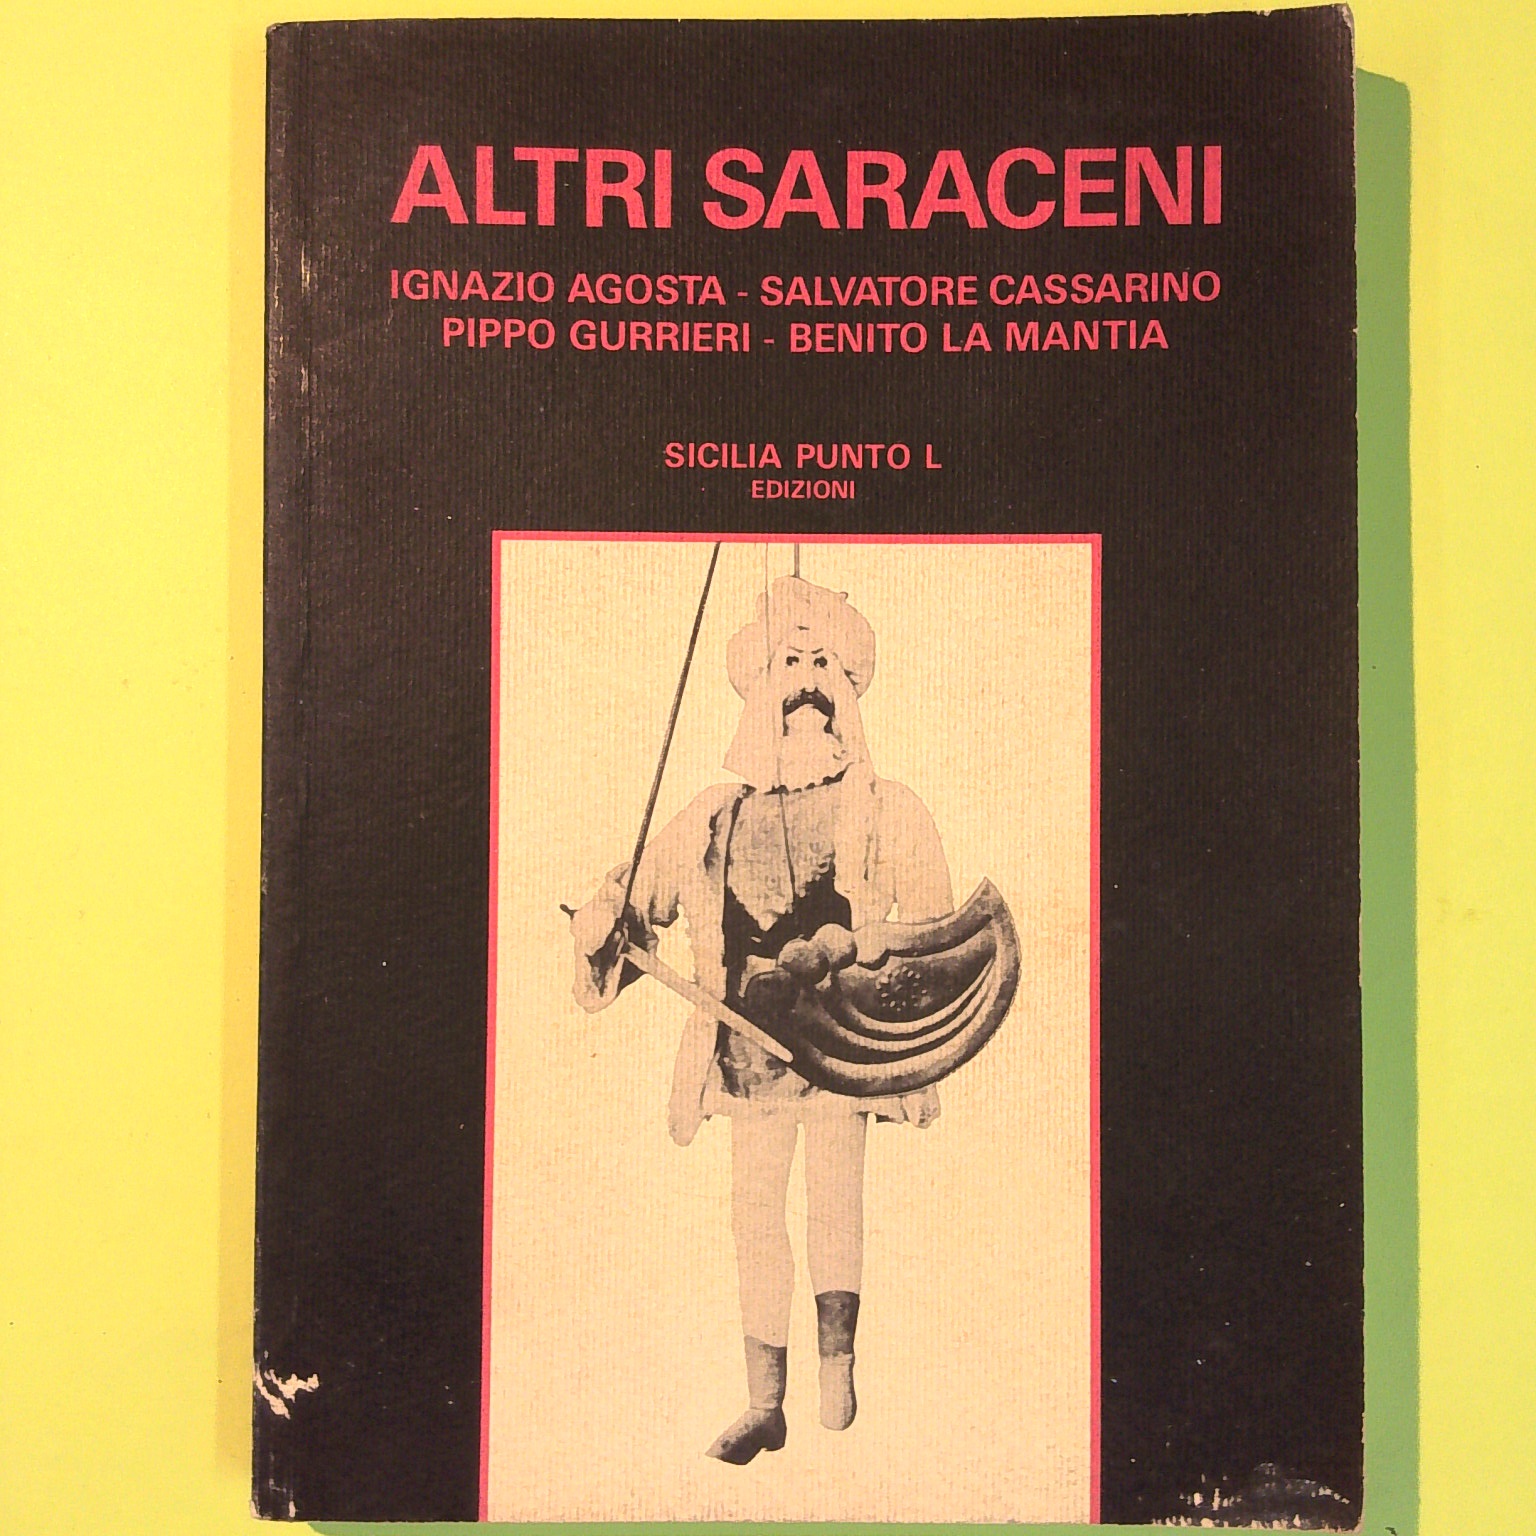 ALTRI SARACENI
IGNAZIO AGOSTA - SALVATORE CASSARINO
PIPPO GURRIERI - BENITO LA MANTIA
SICILIA PUNTO L
EDIZIONI